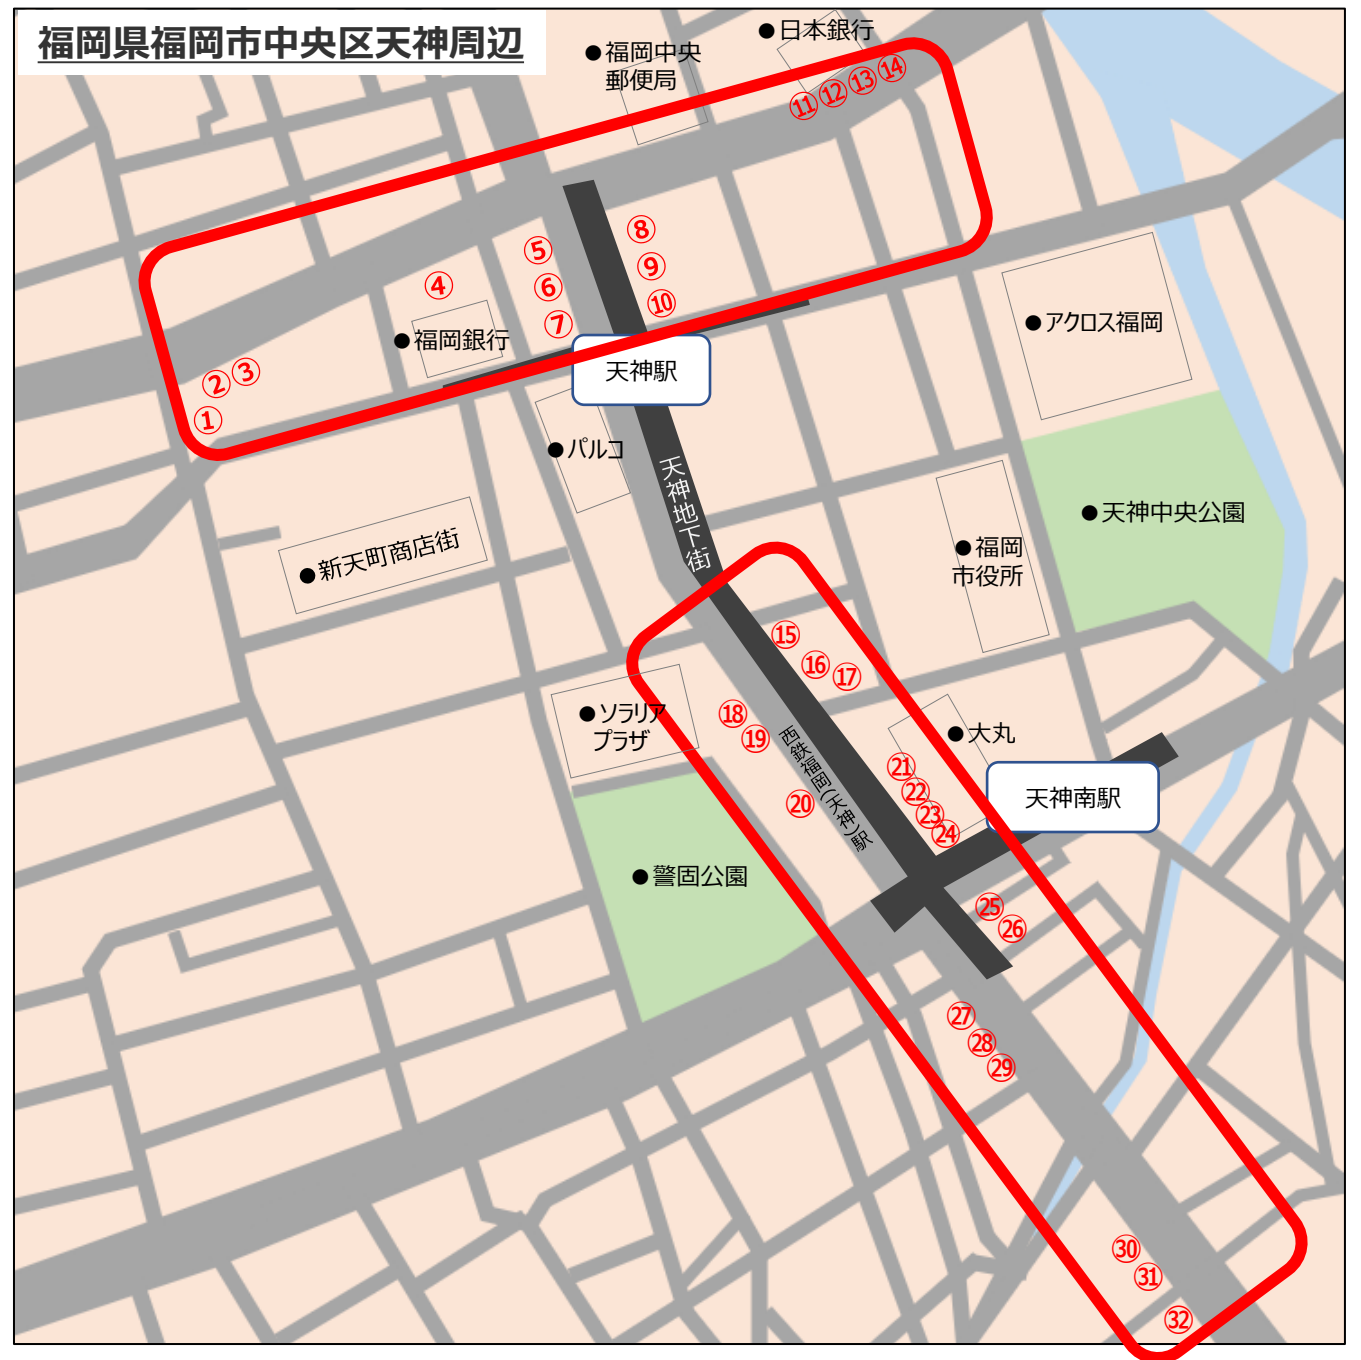 福岡県福岡市中央区天神周辺
●日本銀行
●福岡中央
郵便局
⑪⑫⑬⑭
⑤
⑥
⑦
⑧
⑨
⑩
④
●福岡銀行
②③
①
●アクロス福岡
天神駅
●パルコ
天神地下街
●天神中央公園
●新天町商店街
●福岡
市役所
⑮
⑯⑰
●ソラリア
プラザ
⑱
⑲
⑳
西鉄福岡(天神)駅
●大丸
㉑
㉒
㉓
㉔
天神南駅
●警固公園
㉕
㉖
㉗
㉘
㉙
㉚
㉛
㉜